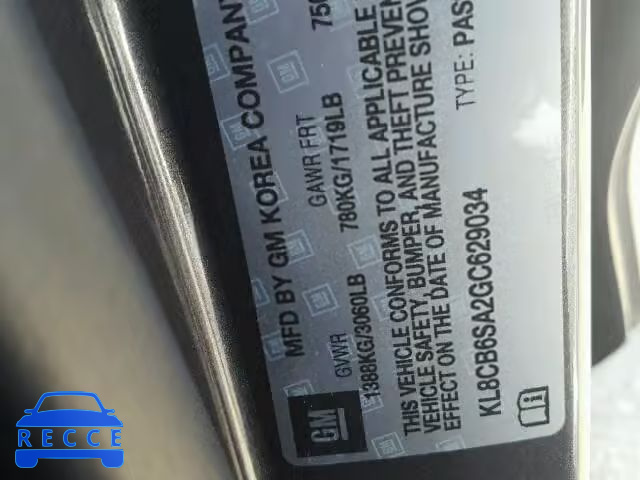 MFD BY GM KOREA COMPANY
GVWR GAWR FRT
1388KG/3060LB 780KG/1719LB
THIS VEHICLE CONFORMS TO ALL APPLICABLE
VEHICLE SAFETY, BUMPER, AND THEFT PREVEN
EFFECT ON THE DATE OF MANUFACTURE SHOW
KL8CB6SA2GC629034 TYPE: PAS
GM
RECCE